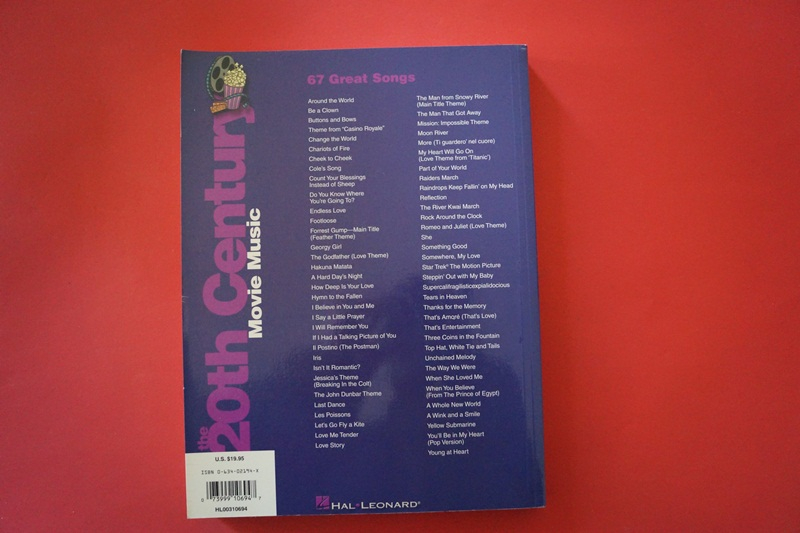 the 20th Century
Movie Music
67 Great Songs
Around the World
Be a Clown
Buttons and Bows
Theme from "Casino Royale"
Change the World
Chariots of Fire
Cheek to Cheek
Cole's Song
Count Your Blessings
Instead of Sheep
Do You Know Where
You're Going To?
Endless Love
Footloose
Forrest Gump—Main Title
(Feather Theme)
Georgy Girl
The Godfather (Love Theme)
Hakuna Matata
A Hard Day's Night
How Deep Is Your Love
Hymn to the Fallen
I Believe in You and Me
I Say a Little Prayer
I Will Remember You
If I Had a Talking Picture of You
Il Postino (The Postman)
Iris
Isn't It Romantic?
Jessica's Theme
(Breaking In the Colt)
The John Dunbar Theme
Last Dance
Les Poissons
Let's Go Fly a Kite
Love Me Tender
Love Story
The Man from Snowy River
(Main Title Theme)
The Man That Got Away
Mission: Impossible Theme
Moon River
More (Ti guardero' nel cuore)
My Heart Will Go On
(Love Theme from 'Titanic')
Part of Your World
Raiders March
Raindrops Keep Fallin' on My Head
Reflection
The River Kwai March
Rock Around the Clock
Romeo and Juliet (Love Theme)
She
Something Good
Somewhere, My Love
Star Trek® The Motion Picture
Steppin' Out with My Baby
Supercalifragilisticexpialidocious
Tears in Heaven
Thanks for the Memory
That's Amoré (That's Love)
That's Entertainment
Three Coins in the Fountain
Top Hat, White Tie and Tails
Unchained Melody
The Way We Were
When She Loved Me
When You Believe
(From The Prince of Egypt)
A Whole New World
A Wink and a Smile
Yellow Submarine
You'll Be in My Heart
(Pop Version)
Young at Heart
U.S. $19.95
ISBN 0-634-02194-X
0 73999 10694
HL00310694
HAL•LEONARD®